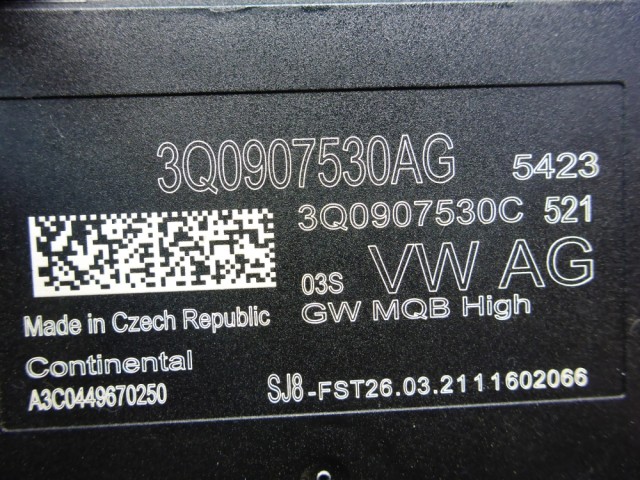 3Q0907530AG 5423
3Q0907530C 521
03S VW AG
GW MQB High
Made in Czech Republic
Continental
A3C0449670250 SJ8-FST26.03.2111602066